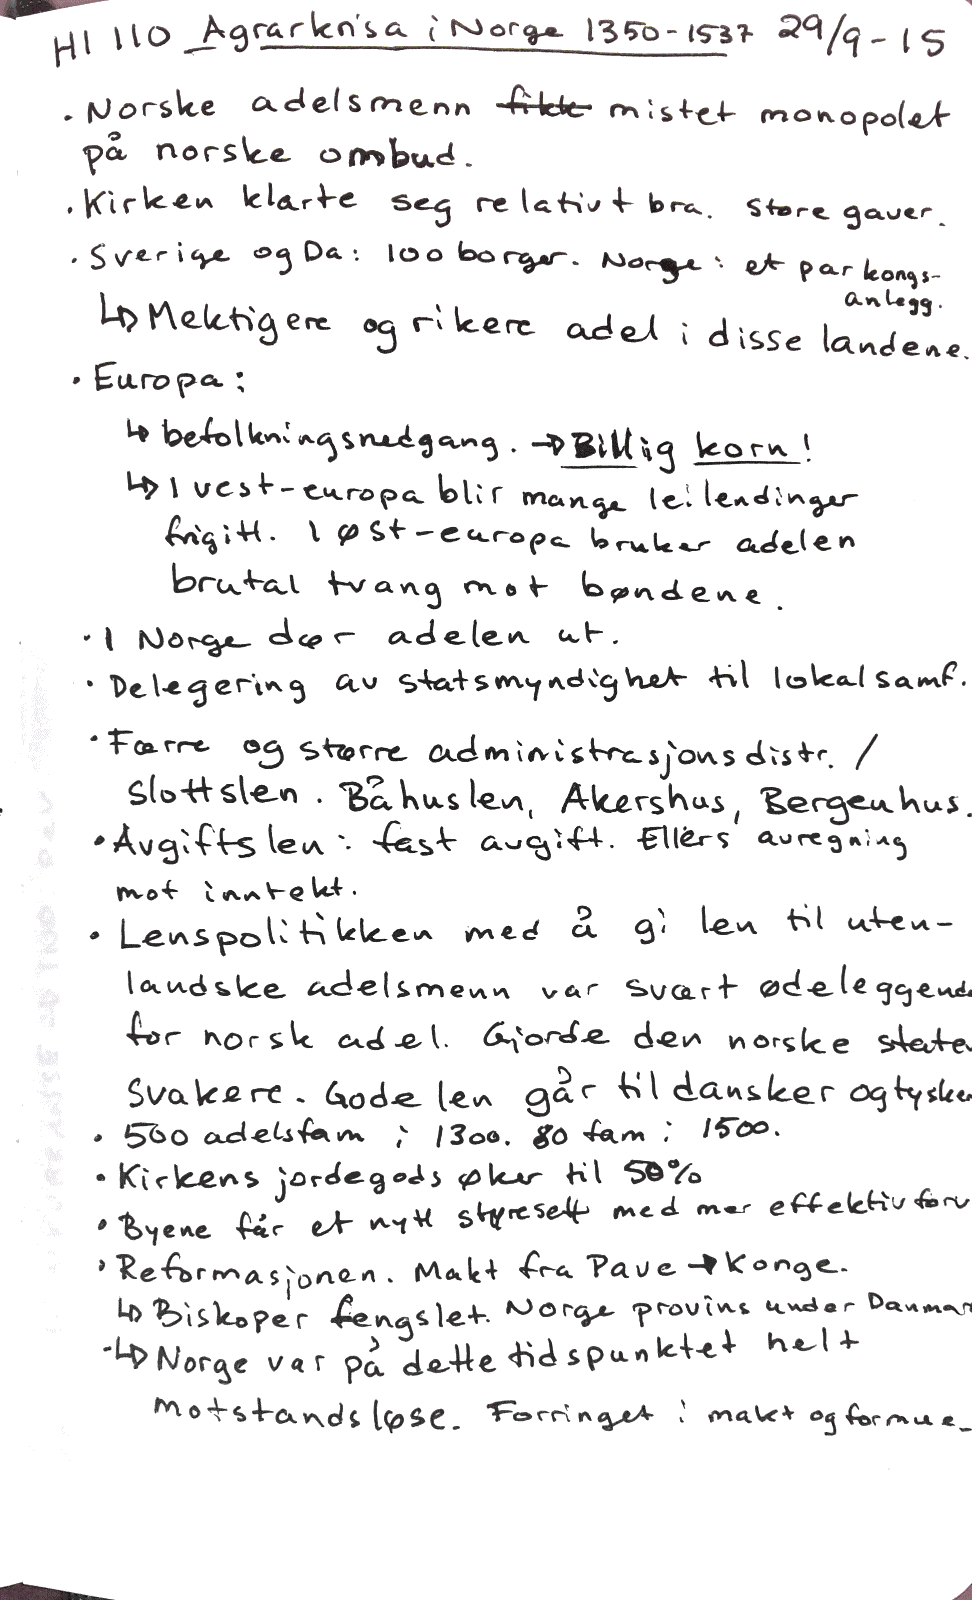 HI 110 Agrarkrisa i Norge 1350-1537 29/9-15
· Norske adelsmenn fikk mistet monopolet
på norske ombud.
· Kirken klarte seg relativt bra. Store gaver.
· Sverige og Da: 100 borger. Norge: et par kongs-
anlegg.
↳ Mektigere og rikere adel i disse landene.
· Europa:
↳ befolkningsnedgang. → Billig korn!
↳ I vest-europa blir mange leilendinger
frigitt. I øst-europa bruker adelen
brutal tvang mot bøndene.
· I Norge dør adelen ut.
· Delegering av statsmyndighet til lokalsamf.
· Færre og større administrasjonsdistr. /
Slottslen. Båhuslen, Akershus, Bergenhus.
· Avgiftslen: fast avgift. Ellers avregning
mot inntekt.
· Lenspolitikken med å gi len til uten-
landske adelsmenn var svært ødeleggende
for norsk adel. Gjorde den norske state
svakere. Gode len går til dansker og tysker
· 500 adelsfam i 1300. 80 fam i 1500.
· Kirkens jordegods øker til 50%
· Byene får et nytt styresett med mer effektiv forv
· Reformasjonen. Makt fra Pave → Konge.
↳ Biskoper fengslet. Norge provins under Danmar
↳ Norge var på dette tidspunktet helt
motstandsløse. Forringet i makt og formue.